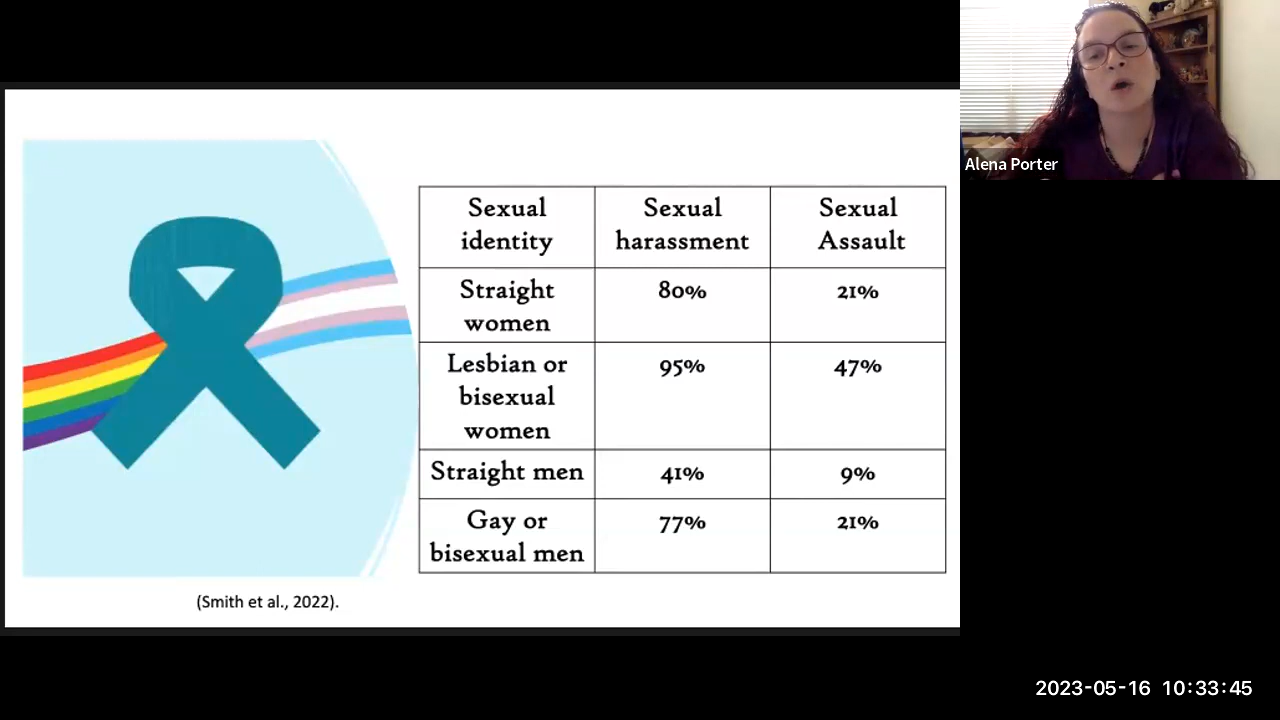 Alena Porter
Sexual
identity
Sexual
harassment
Sexual
Assault
Straight
women
80%
21%
Lesbian or
bisexual
women
95%
47%
Straight men
41%
9%
Gay or
bisexual men
77%
21%
(Smith et al., 2022).
2023-05-16 10:33:45